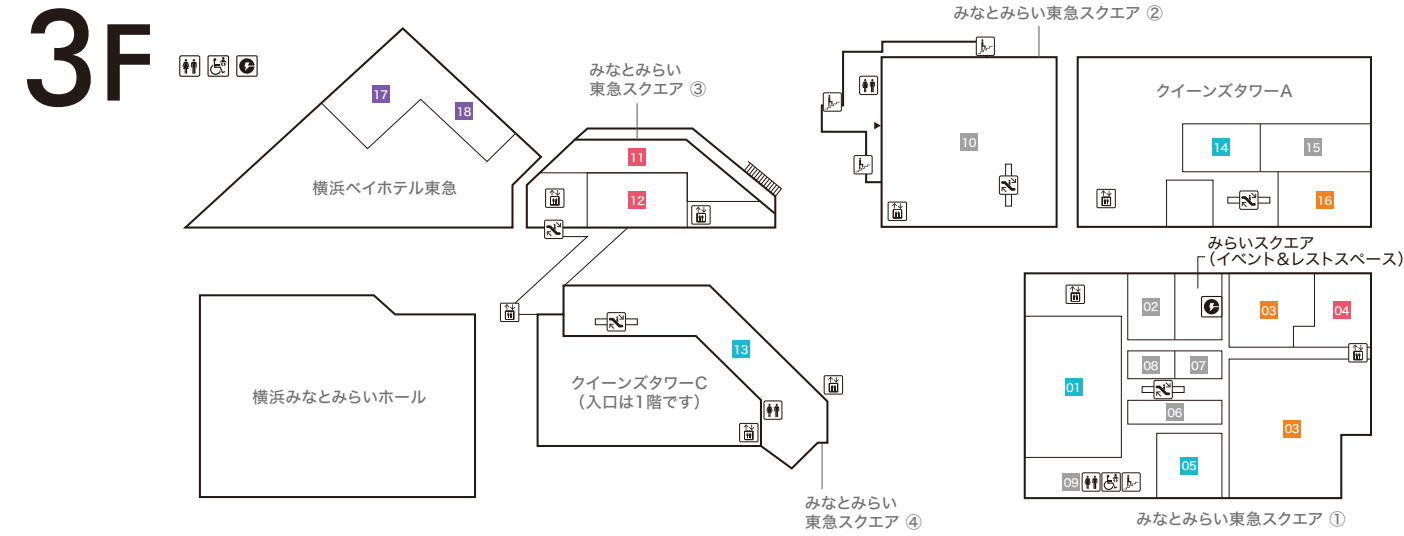 3F
みなとみらい東急スクエア ②
みなとみらい
東急スクエア ③
17
18
横浜ベイホテル東急
11
12
10
クイーンズタワーA
14
15
16
みらいスクエア
（イベント&レストスペース）
02
03
04
08
07
01
06
03
05
09
みなとみらい東急スクエア ①
横浜みなとみらいホール
13
クイーンズタワーC
（入口は1階です）
みなとみらい
東急スクエア ④